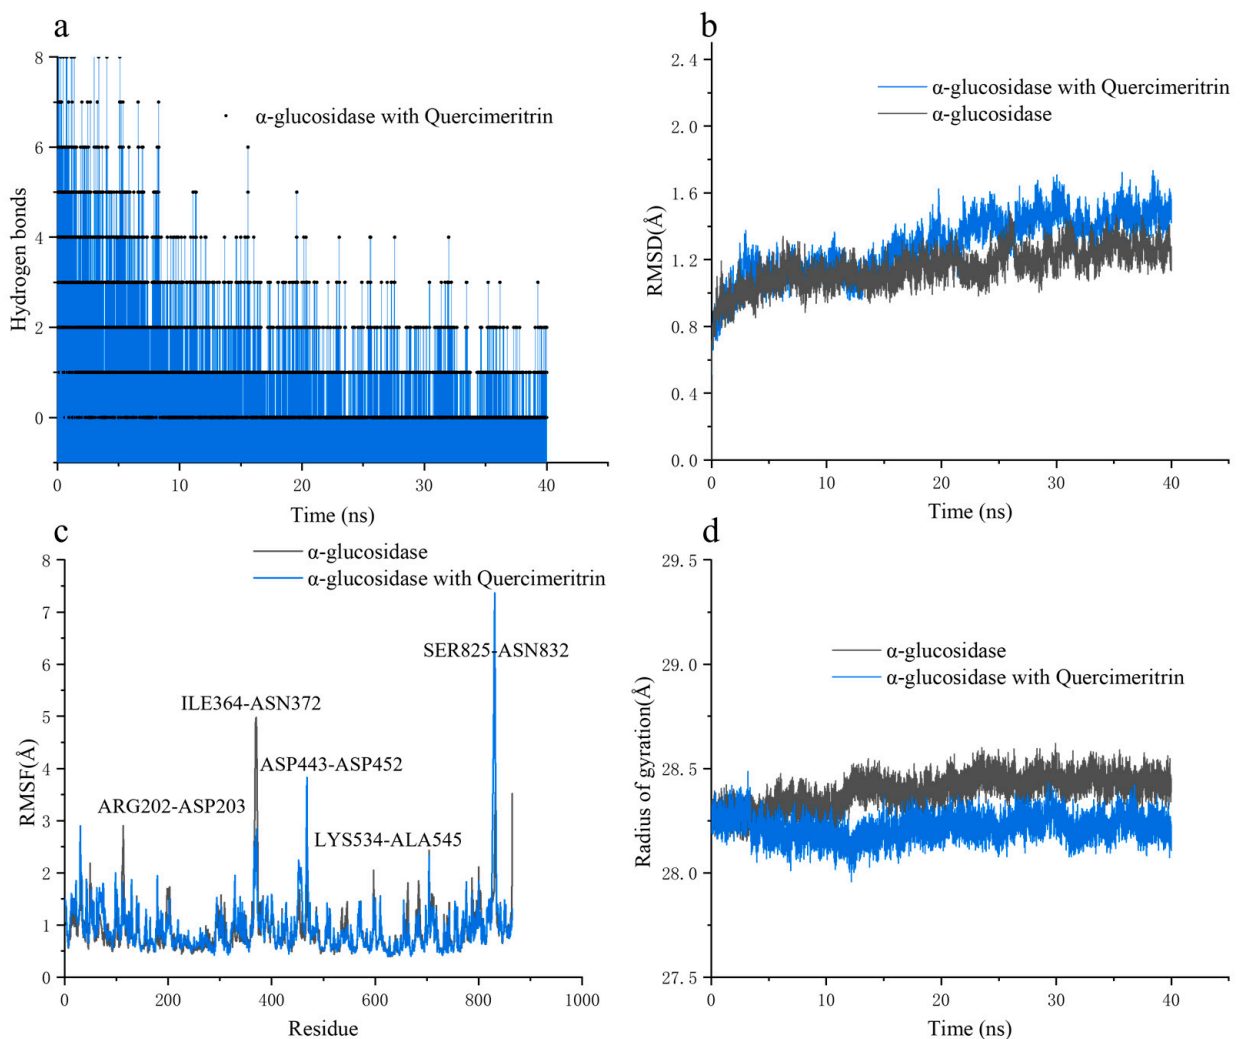 a
8
6
4
2
0
Hydrogen bonds
α-glucosidase with Quercimeritrin
0 10 20 30 40
Time (ns)
b
2.4
2.0
1.6
1.2
0.8
0.4
0.0
RMSD(Å)
α-glucosidase with Quercimeritrin
α-glucosidase
0 10 20 30 40
Time (ns)
c
α-glucosidase
α-glucosidase with Quercimeritrin
8
7
6
5
4
3
2
1
0
RMSF(Å)
SER825-ASN832
ILE364-ASN372
ASP443-ASP452
ARG202-ASP203
LYS534-ALA545
0 200 400 600 800 1000
Residue
d
29.5
29.0
28.5
28.0
27.5
Radius of gyration(Å)
α-glucosidase
α-glucosidase with Quercimeritrin
0 10 20 30 40
Time (ns)